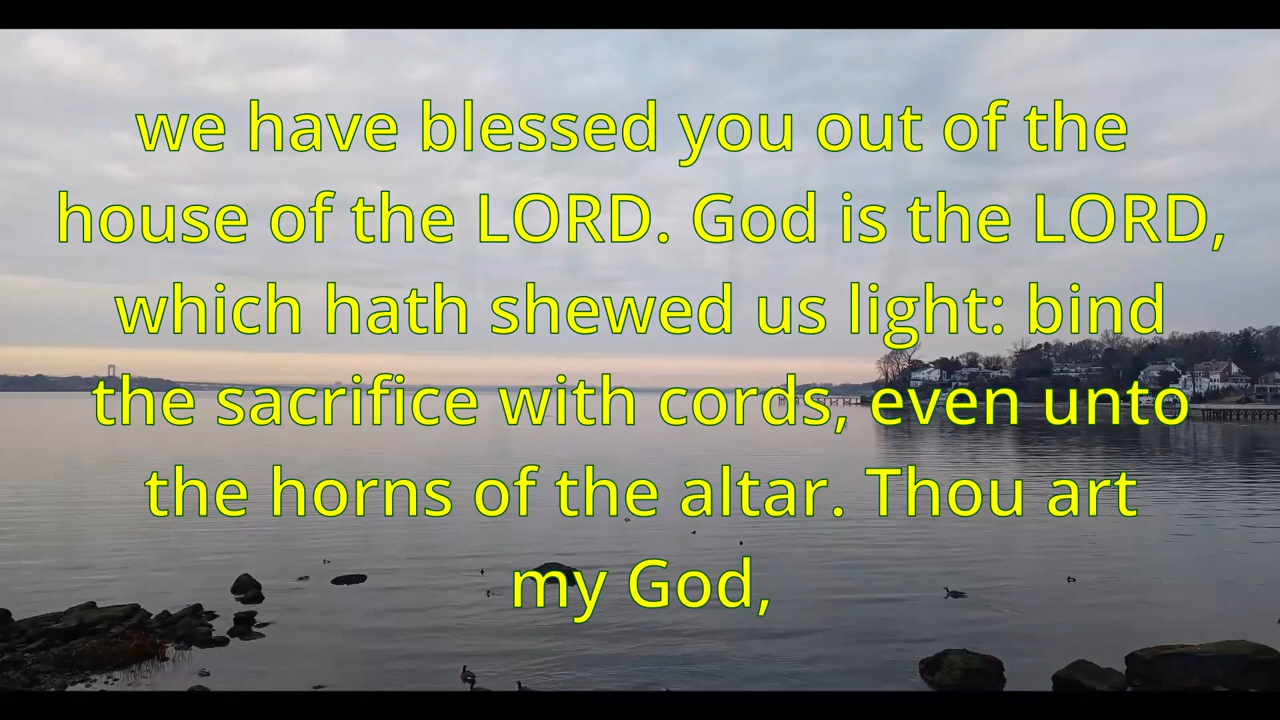 we have blessed you out of the
house of the LORD. God is the LORD,
which hath shewed us light: bind
the sacrifice with cords, even unto
the horns of the altar. Thou art
my God,